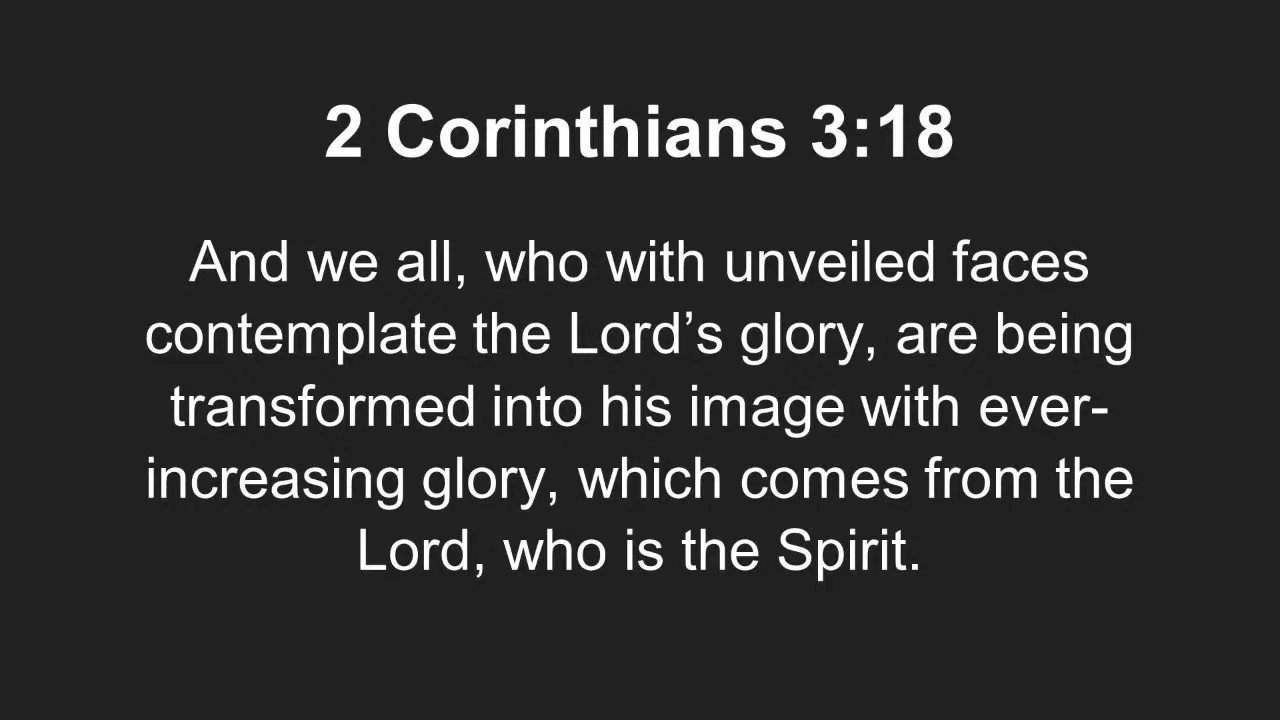 2 Corinthians 3:18
And we all, who with unveiled faces
contemplate the Lord’s glory, are being
transformed into his image with ever-
increasing glory, which comes from the
Lord, who is the Spirit.